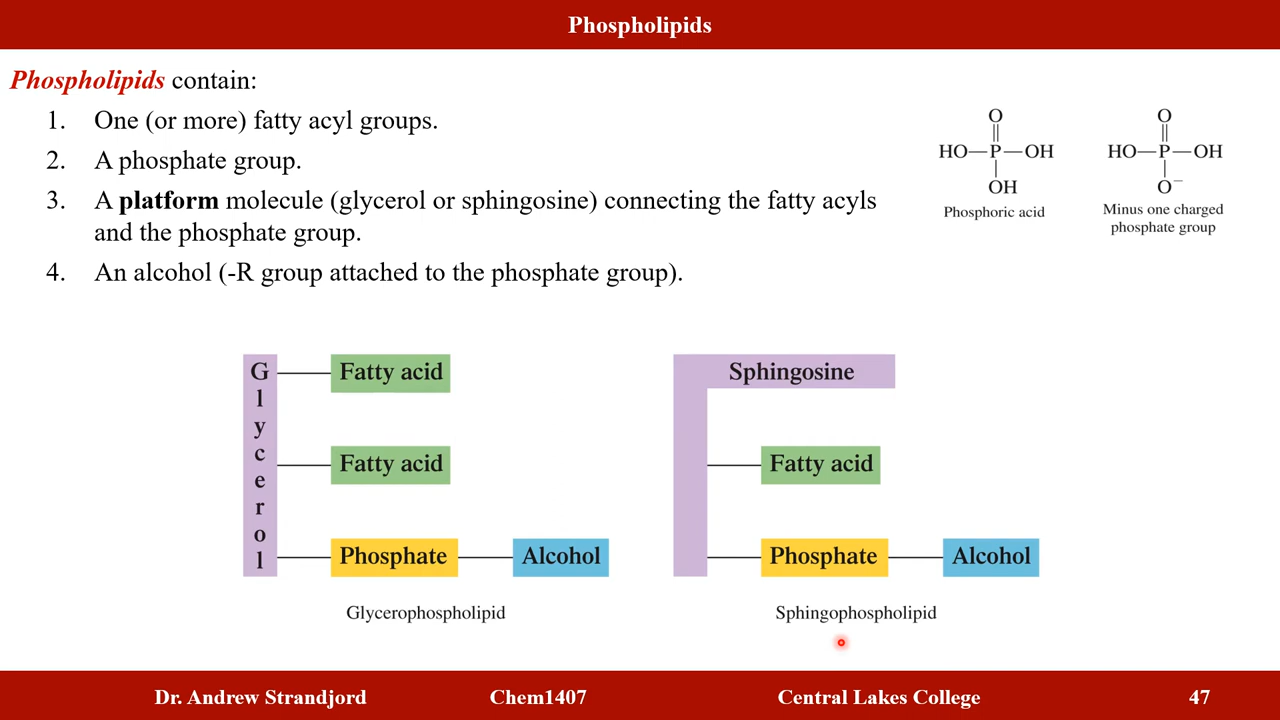 Phospholipids
Phospholipids contain:
1. One (or more) fatty acyl groups.
2. A phosphate group.
3. A platform molecule (glycerol or sphingosine) connecting the fatty acyls
and the phosphate group.
4. An alcohol (-R group attached to the phosphate group).
O
HO—P—OH
OH
Phosphoric acid
O
HO—P—OH
O⁻
Minus one charged
phosphate group
Glycerol
Fatty acid
Fatty acid
Phosphate
Alcohol
Glycerophospholipid
Sphingosine
Fatty acid
Phosphate
Alcohol
Sphingophospholipid
Dr. Andrew Strandjord Chem1407 Central Lakes College 47